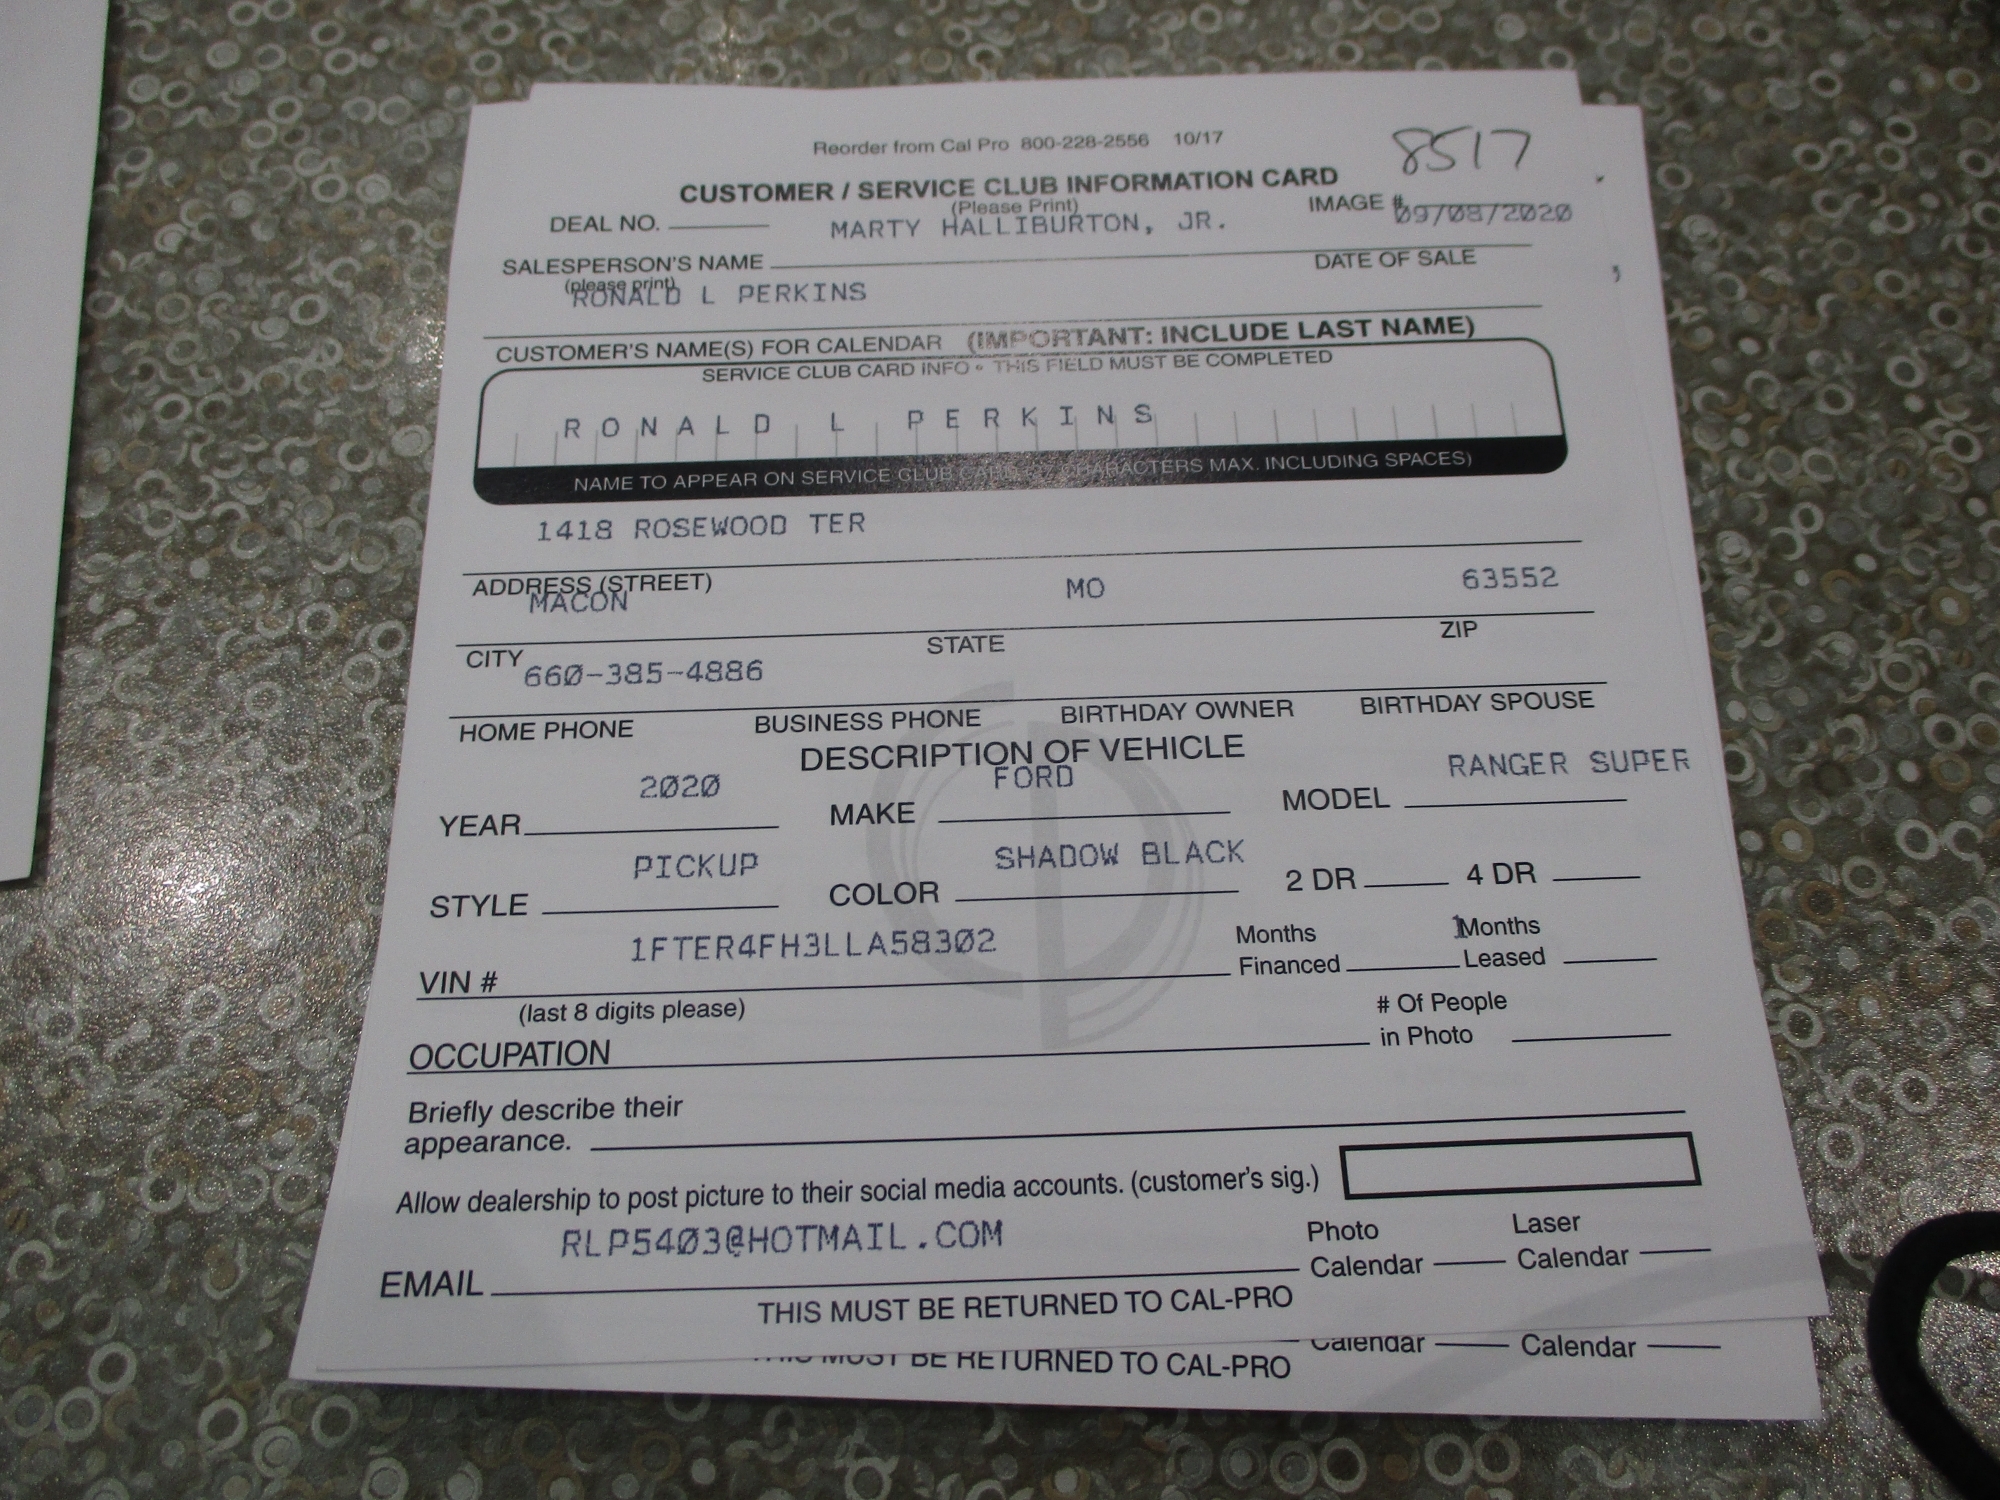 Reorder from Cal Pro 800-228-2556 10/17
8517
CUSTOMER / SERVICE CLUB INFORMATION CARD
(Please Print)
DEAL NO. MARTY HALLIBURTON, JR. IMAGE # 09/08/2020
SALESPERSON'S NAME DATE OF SALE
(please print)
RONALD L PERKINS
CUSTOMER'S NAME(S) FOR CALENDAR (IMPORTANT: INCLUDE LAST NAME)
SERVICE CLUB CARD INFO • THIS FIELD MUST BE COMPLETED
RONALD L PERKINS
NAME TO APPEAR ON SERVICE CLUB CHARACTERS MAX. INCLUDING SPACES)
1418 ROSEWOOD TER
ADDRESS (STREET)
MACON MO 63552
CITY STATE ZIP
660-385-4886
HOME PHONE BUSINESS PHONE BIRTHDAY OWNER BIRTHDAY SPOUSE
DESCRIPTION OF VEHICLE
2020 FORD RANGER SUPER
YEAR MAKE MODEL
PICKUP SHADOW BLACK
STYLE COLOR 2 DR 4 DR
1FTER4FH3LLA58302 Months 1Months
VIN # Financed Leased
(last 8 digits please) # Of People
OCCUPATION in Photo
Briefly describe their
appearance.
Allow dealership to post picture to their social media accounts. (customer's sig.)
RLP5403@HOTMAIL.COM Photo Laser
EMAIL Calendar Calendar
THIS MUST BE RETURNED TO CAL-PRO
Calendar Calendar
THIS MUST BE RETURNED TO CAL-PRO